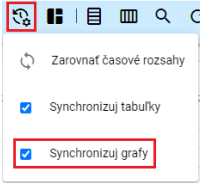 Zarovnať časové rozsahy
Synchronizuj tabuľky
Synchronizuj grafy